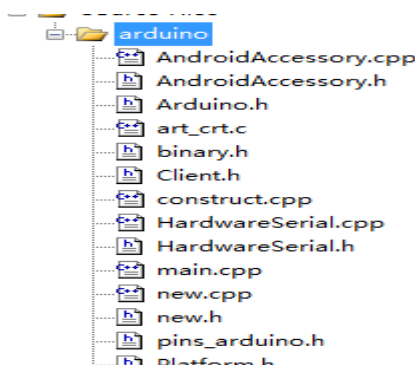 arduino
AndroidAccessory.cpp
AndroidAccessory.h
Arduino.h
art_crt.c
binary.h
Client.h
construct.cpp
HardwareSerial.cpp
HardwareSerial.h
main.cpp
new.cpp
new.h
pins_arduino.h
Platform.h